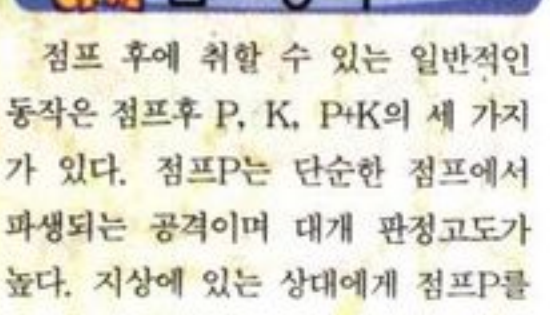 점프 후에 취할 수 있는 일반적인
동작은 점프후 P, K, P+K의 세 가지
가 있다. 점프P는 단순한 점프에서
파생되는 공격이며 대개 판정고도가
높다. 지상에 있는 상대에게 점프P를